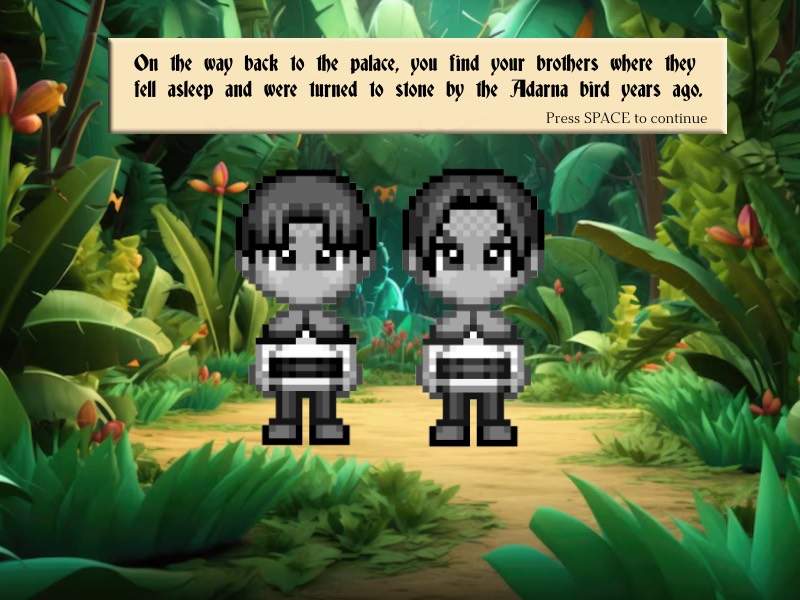 On the way back to the palace, you find your brothers where they
fell asleep and were turned to stone by the Adarna bird years ago.
Press SPACE to continue